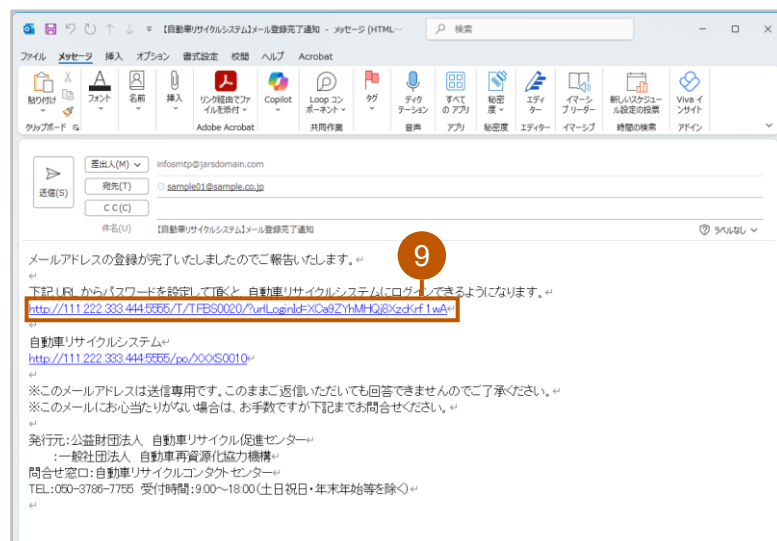 【自動車リサイクルシステム】メール登録完了通知 - メッセージ (HTML… 検索
ファイル メッセージ 挿入 オプション 書式設定 校閲 ヘルプ Acrobat
貼り付け フォント 名前 挿入 リンク経由でファイルを添付 Copilot Loop コンポーネント タグ ディクテーション すべてのアプリ 秘密度 エディター イマーシブリーダー 新しいスケジュール設定の投票 Viva インサイト
クリップボード Adobe Acrobat 共同作業 音声 アプリ 秘密度 エディター イマーシブ 時間の検索 アドイン
差出人(M) infosmtp@jarsdomain.com
送信(S) 宛先(T) sample01@sample.co.jp
CC(C)
件名(U) 【自動車リサイクルシステム】メール登録完了通知 ラベルなし
メールアドレスの登録が完了いたしましたのでご報告いたします。↵
9
↵
下記 URL からパスワードを設定して頂くと 自動車リサイクルシステムにログインできるようになります。↵
http://111.222.333.444:5555/T/TFBS0020/?urlLoginId=XCa9ZYhMHQj8XzcKrf1wA↵
↵
自動車リサイクルシステム↵
http://111.222.333.444:5555/po/XXXS0010↵
↵
※このメールアドレスは送信専用です。このままご返信いただいても回答できませんのでご了承ください。↵
※このメールにお心当たりがない場合は、お手数ですが下記までお問合せください。↵
↵
発行元:公益財団法人 自動車リサイクル促進センター↵
:一般社団法人 自動車再資源化協力機構↵
問合せ窓口:自動車リサイクルコンタクトセンター↵
TEL:050-3786-7755 受付時間:9:00～18:00(土日祝日・年末年始等を除く)↵
↵